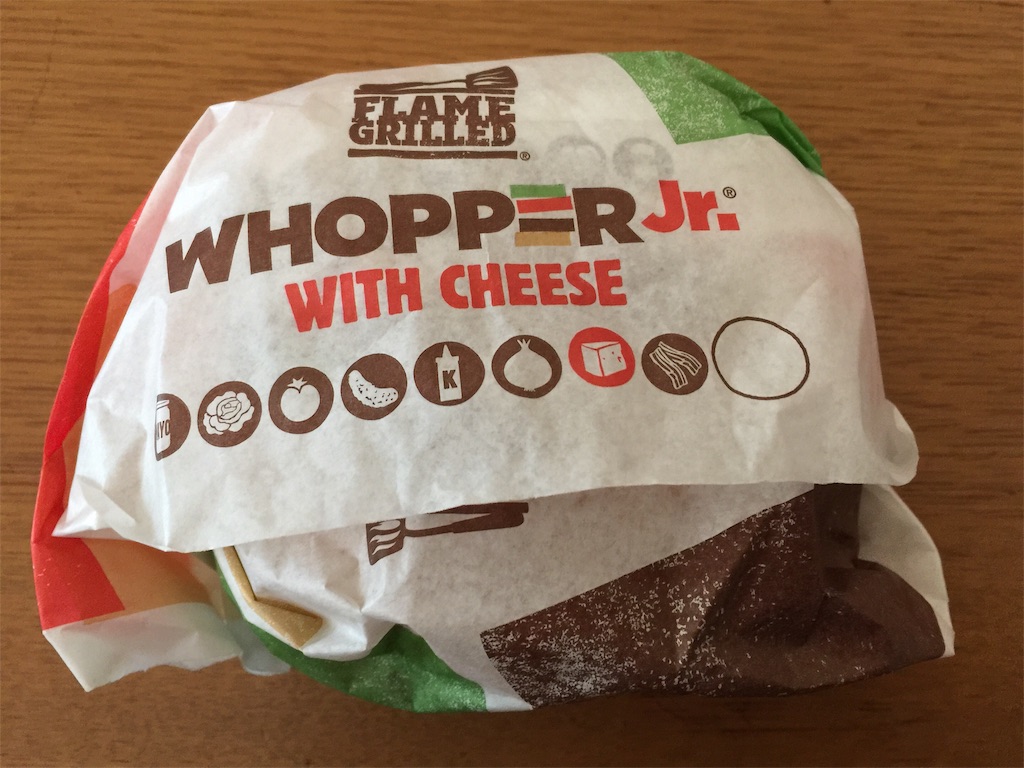 FLAME
GRILLED®
WHOPPER Jr.®
WITH CHEESE
K